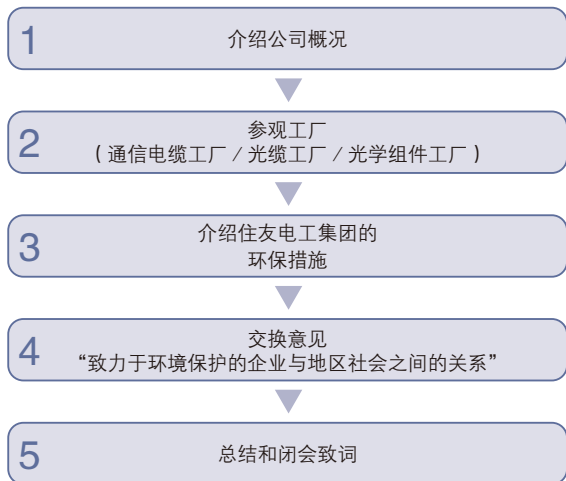 1
介绍公司概况
2
参观工厂
( 通信电缆工厂 / 光缆工厂 / 光学组件工厂 )
3
介绍住友电工集团的
环保措施
4
交换意见
“致力于环境保护的企业与地区社会之间的关系”
5
总结和闭会致词